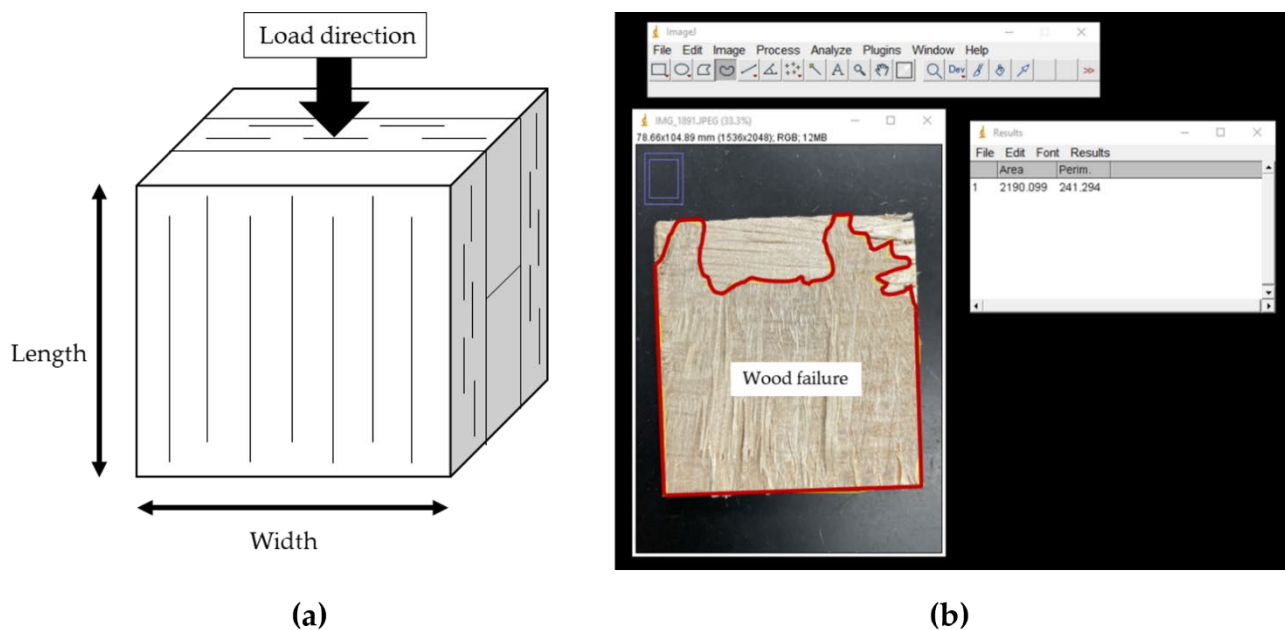 Load direction
Length
Width
(a)
ImageJ
File Edit Image Process Analyze Plugins Window Help
A Dev
IMG_1891.JPEG (33.3%)
78.66x104.89 mm (1536x2048); RGB; 12MB
Wood failure
Results
File Edit Font Results
Area Perim.
1 2190.099 241.294
(b)